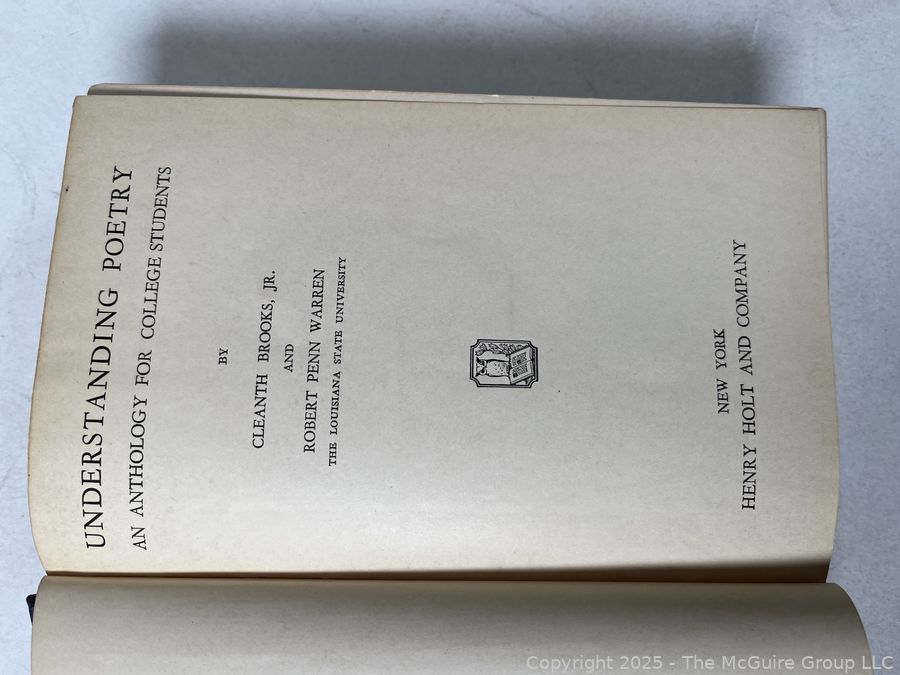 UNDERSTANDING POETRY
AN ANTHOLOGY FOR COLLEGE STUDENTS
BY
CLEANTH BROOKS, JR.
AND
ROBERT PENN WARREN
THE LOUISIANA STATE UNIVERSITY
NEW YORK
HENRY HOLT AND COMPANY
Copyright 2025 - The McGuire Group LLC